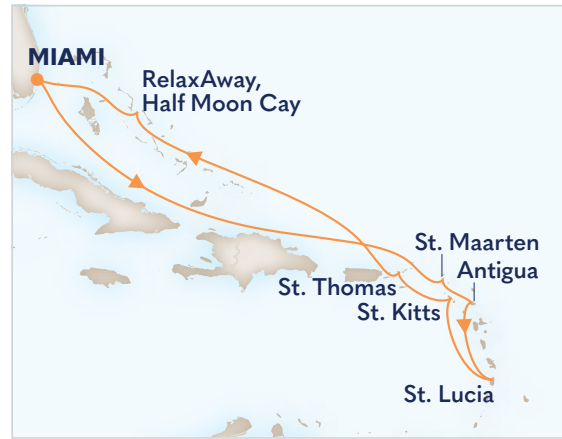 MIAMI
RelaxAway,
Half Moon Cay
St. Maarten
Antigua
St. Thomas
St. Kitts
St. Lucia